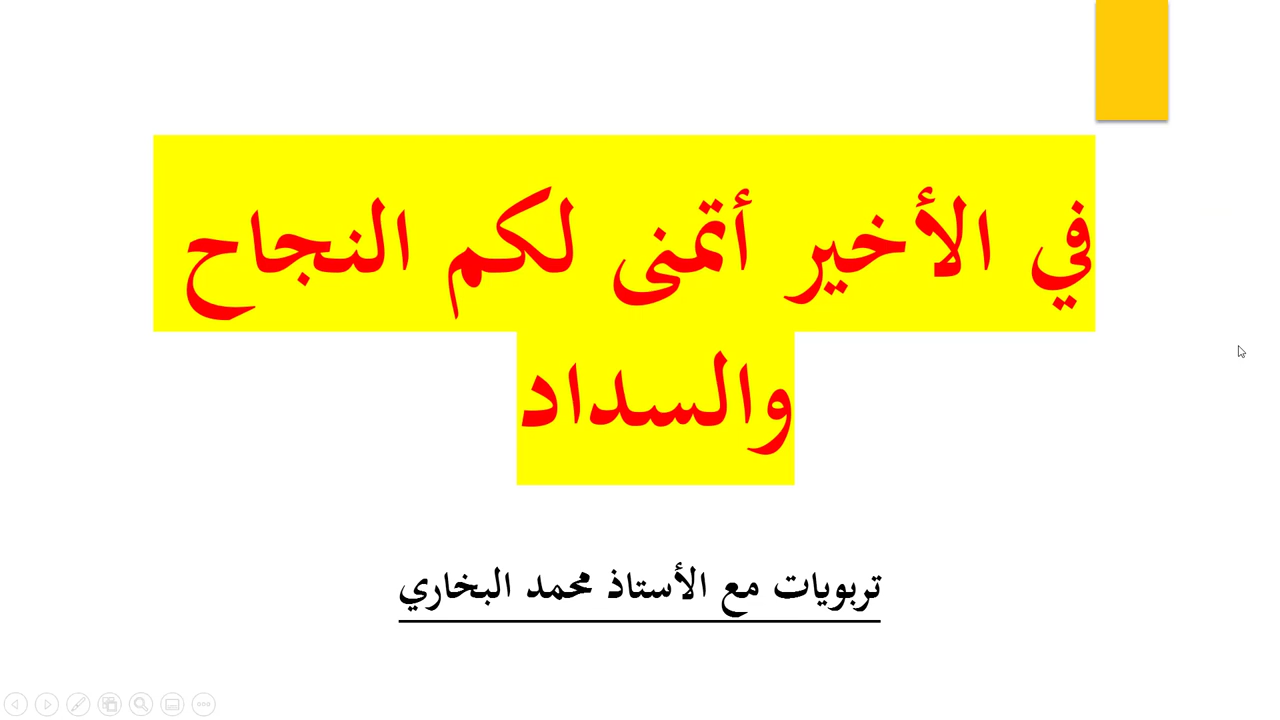 في الأخير أتمنى لكم النجاح
والسداد
تربويات مع الأستاذ محمد البخاري